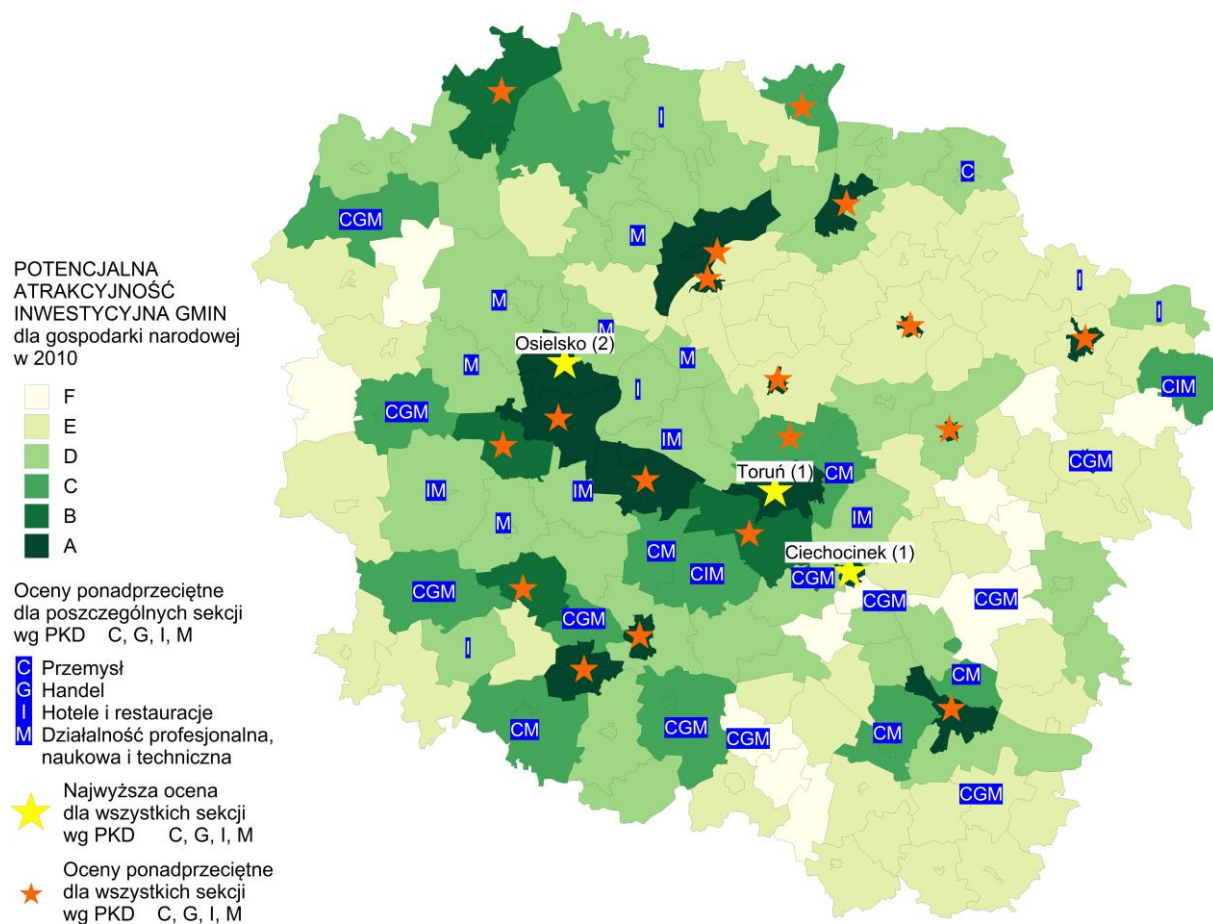 POTENCJALNA
ATRAKCYJNOŚĆ
INWESTYCYJNA GMIN
dla gospodarki narodowej
w 2010
F
E
D
C
B
A
Oceny ponadprzeciętne
dla poszczególnych sekcji
wg PKD C, G, I, M
C Przemysł
G Handel
I Hotele i restauracje
M Działalność profesjonalna,
naukowa i techniczna
Najwyższa ocena
dla wszystkich sekcji
wg PKD C, G, I, M
Oceny ponadprzeciętne
dla wszystkich sekcji
wg PKD C, G, I, M
I
C
CGM
M
I
M
I
M
Osielsko (2)
M
M
I
CIM
CGM
IM
CGM
Toruń (1)
CM
IM
IM
IM
M
CM
Ciechocinek (1)
CIM
CGM
CGM
CGM
CGM
CGM
I
CM
CM
CGM
CGM
CM
CGM